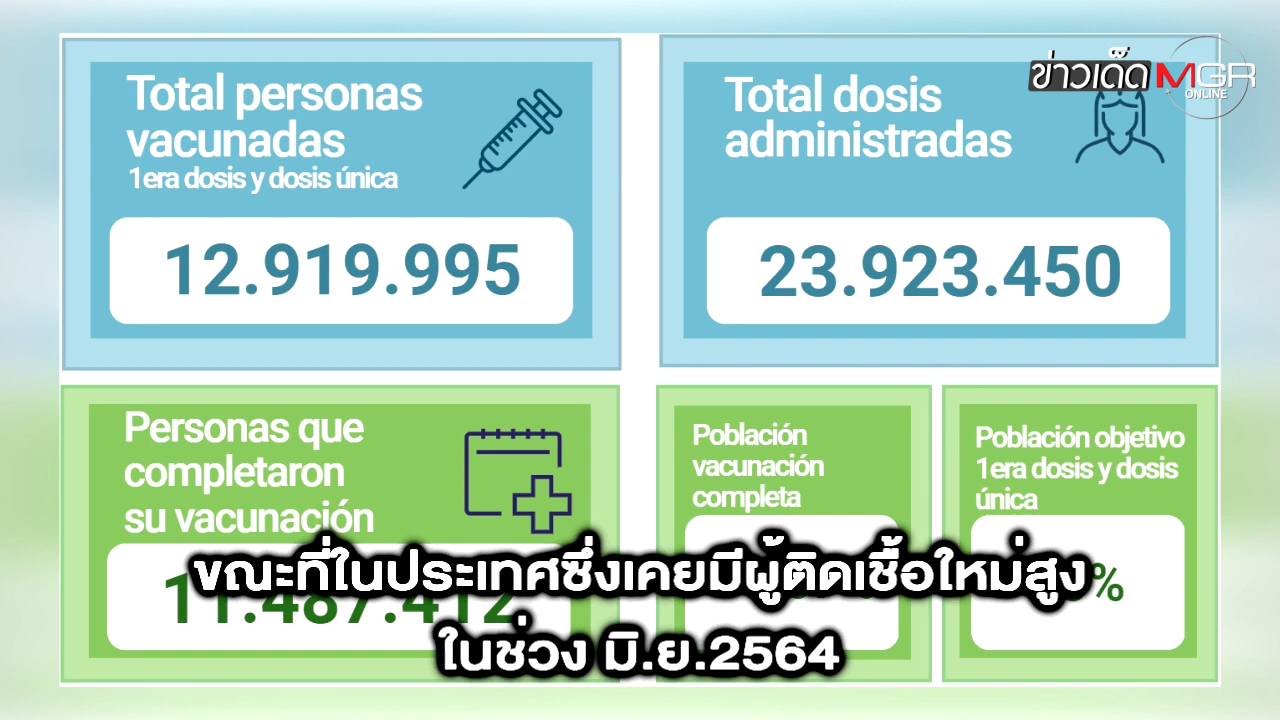 ข่าวเด็ด MGR
ONLINE
Total personas
vacunadas
1era dosis y dosis única
12.919.995
Total dosis
administradas
23.923.450
Personas que
completaron
su vacunación
11.487.412
Población
vacunación
completa
Población objetivo
1era dosis y dosis
única
%
ขณะที่ในประเทศซึ่งเคยมีผู้ติดเชื้อใหม่สูง
ในช่วง มิ.ย.2564